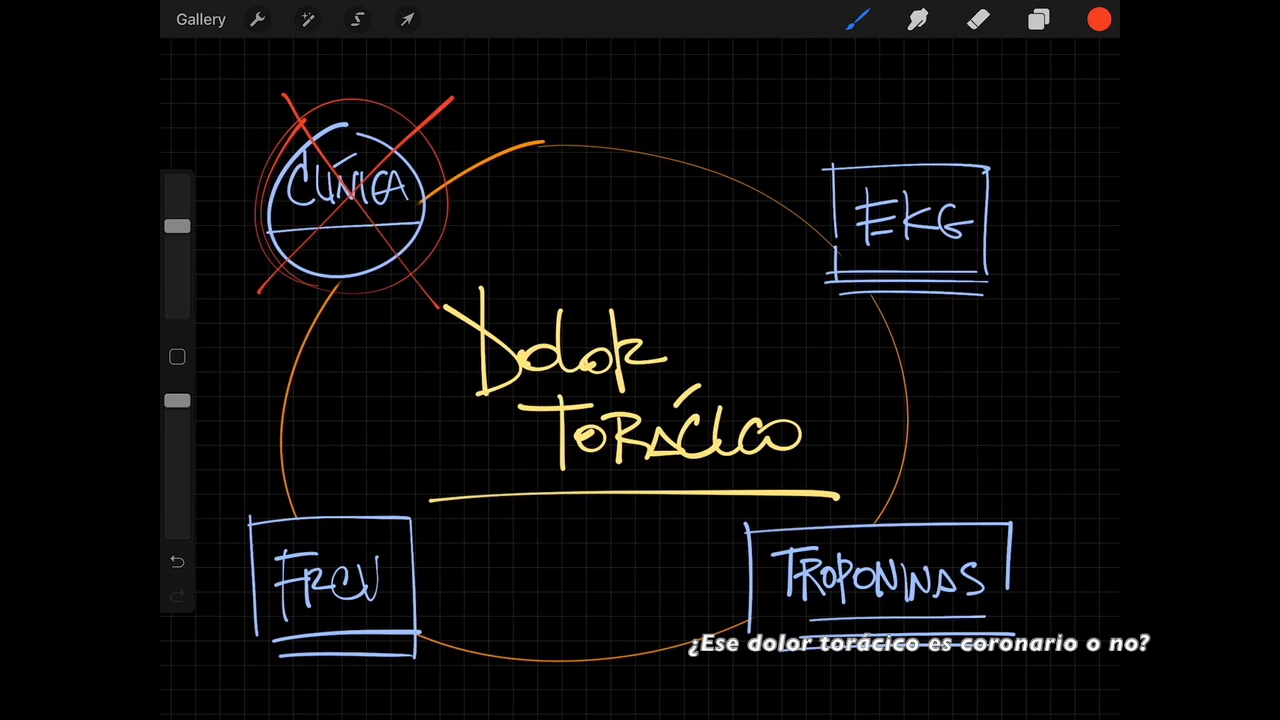 Gallery
CLÍNICA
EKG
DOLOR
TORÁCICO
FRCV
TROPONINAS
¿Ese dolor torácico es coronario o no?